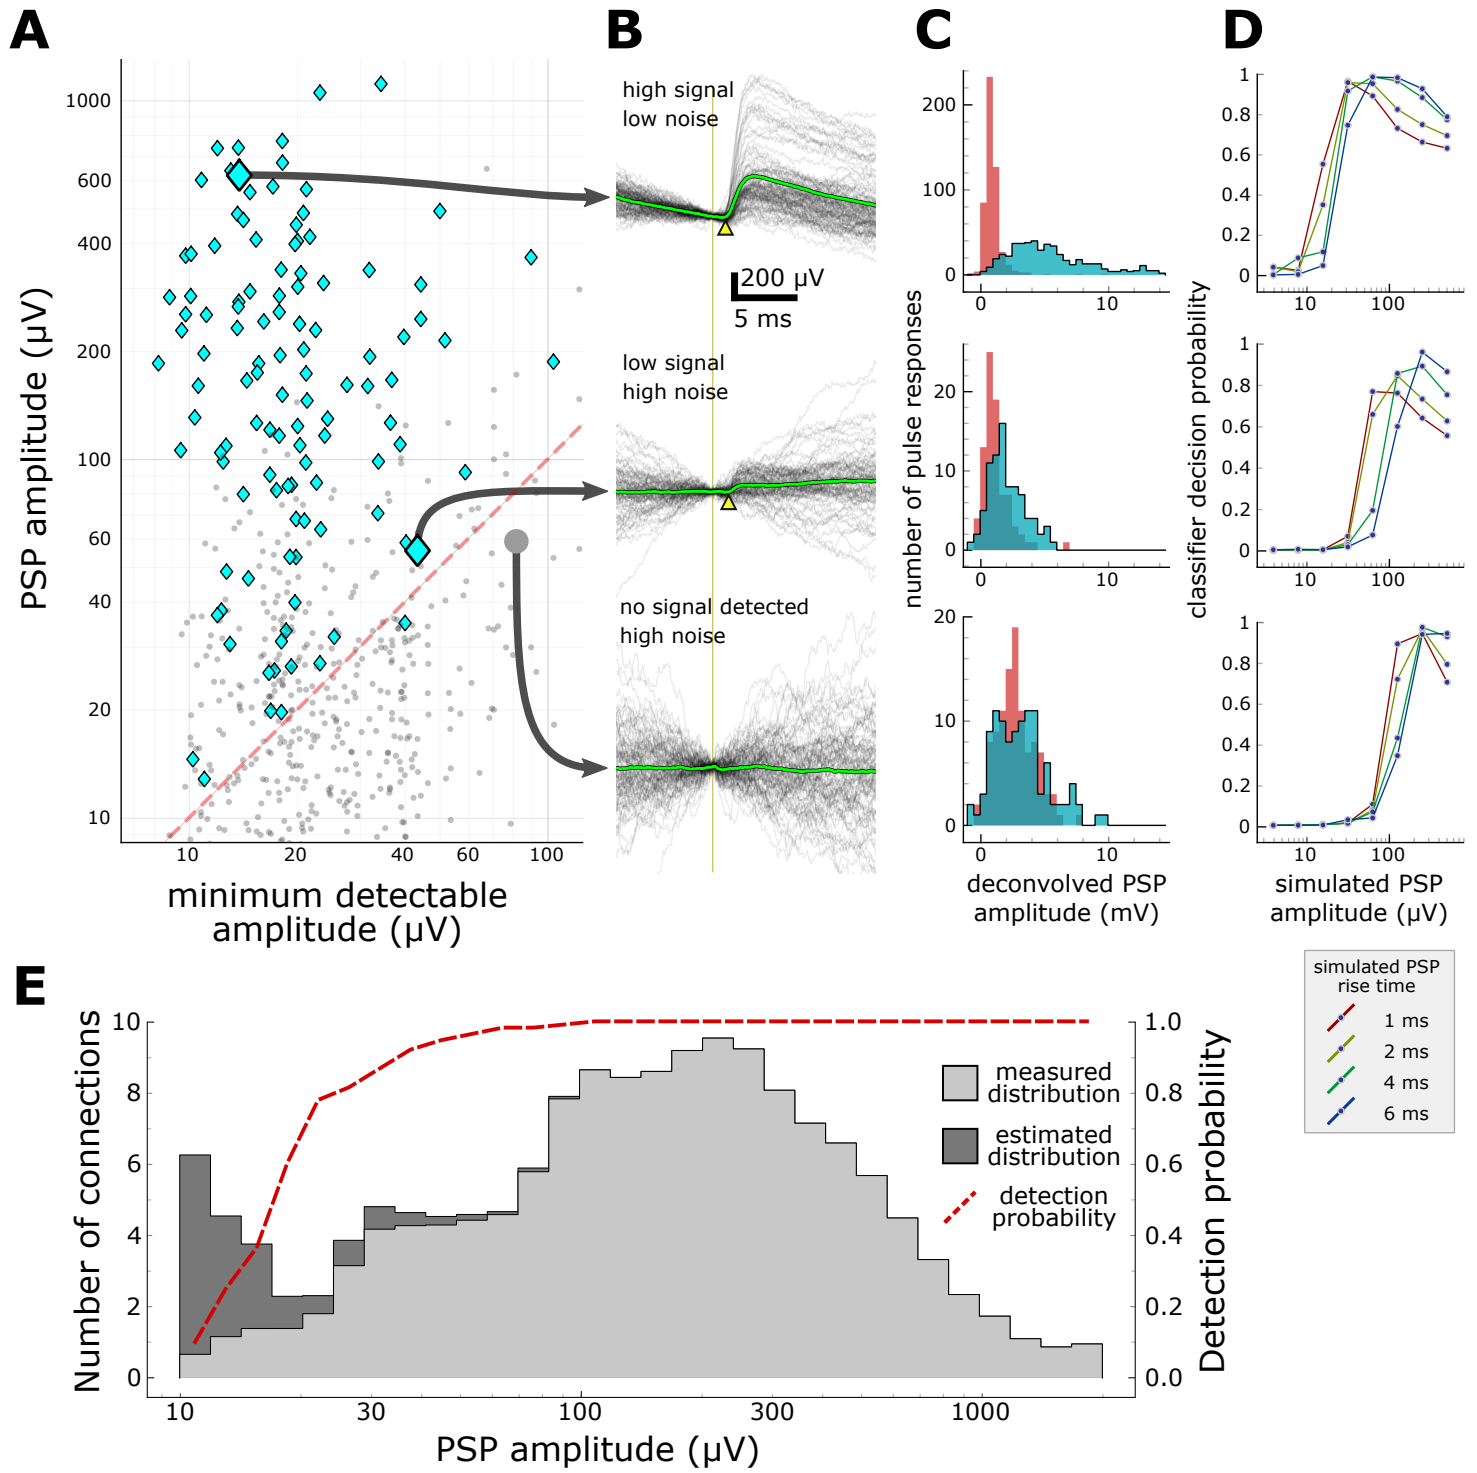 A
B
C
D
PSP amplitude (μV)
1000
600
400
200
100
60
40
20
10
10
20
40
60
100
minimum detectable
amplitude (μV)
high signal
low noise
200 μV
5 ms
low signal
high noise
no signal detected
high noise
number of pulse responses
200
100
0
0
10
20
10
0
0
10
20
10
0
0
10
deconvolved PSP
amplitude (mV)
classifier decision probability
1
0.8
0.6
0.4
0.2
0
10
100
1
0.8
0.6
0.4
0.2
0
10
100
1
0.8
0.6
0.4
0.2
0
10
100
simulated PSP
amplitude (μV)
simulated PSP
rise time
1 ms
2 ms
4 ms
6 ms
E
Number of connections
10
8
6
4
2
0
measured
distribution
estimated
distribution
detection
probability
1.0
0.8
0.6
0.4
0.2
0.0
Detection probability
10
30
100
300
1000
PSP amplitude (μV)